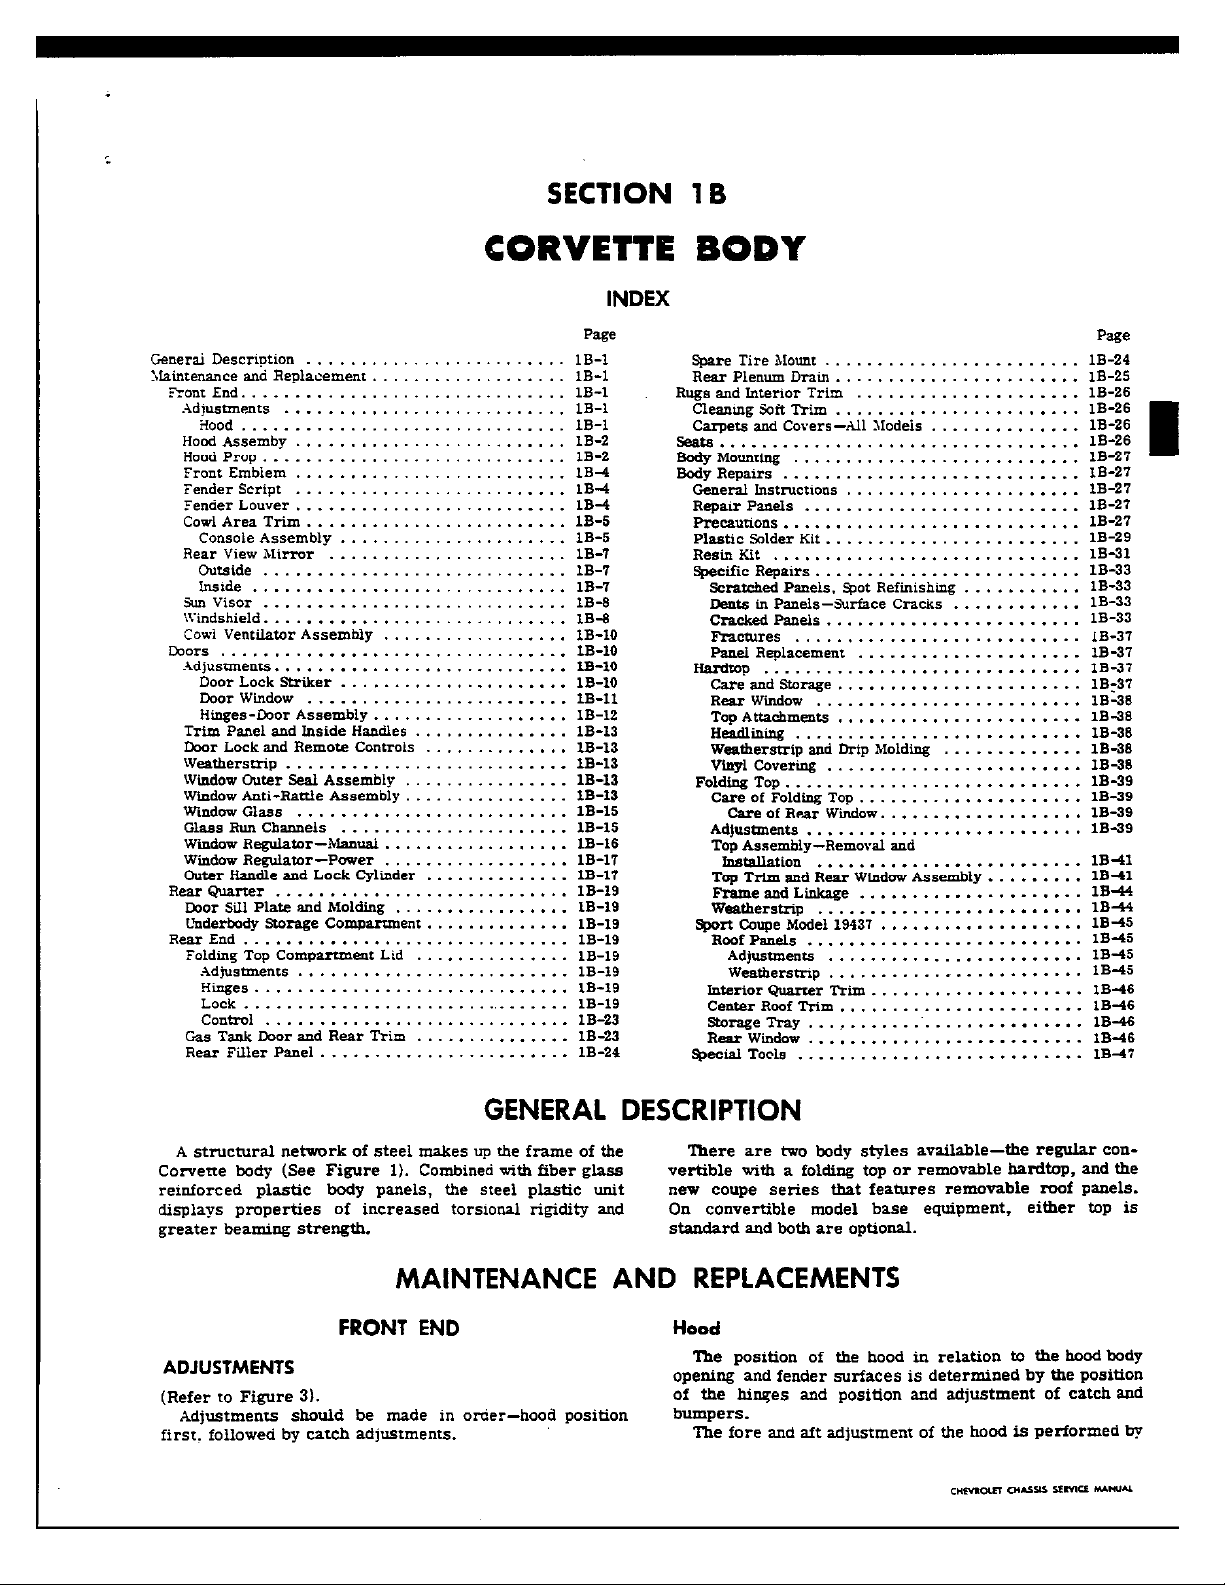 SECTION 1B
CORVETTE BODY
INDEX
Page
General Description . . . . . . . . . . 1B-1
Maintenance and Replacement . . . . . . . . . . 1B-1
Front End . . . . . . . . . . 1B-1
Adjustments . . . . . . . . . . 1B-1
Hood . . . . . . . . . . 1B-1
Hood Assemby . . . . . . . . . . 1B-2
Hood Prop . . . . . . . . . . 1B-2
Front Emblem . . . . . . . . . . 1B-4
Fender Script . . . . . . . . . . 1B-4
Fender Louver . . . . . . . . . . 1B-4
Cowl Area Trim . . . . . . . . . . 1B-5
Console Assembly . . . . . . . . . . 1B-5
Rear View Mirror . . . . . . . . . . 1B-7
Outside . . . . . . . . . . 1B-7
Inside . . . . . . . . . . 1B-7
Sun Visor . . . . . . . . . . 1B-8
Windshield . . . . . . . . . . 1B-8
Cowl Ventilator Assembly . . . . . . . . . . 1B-10
Doors . . . . . . . . . . 1B-10
Adjustments . . . . . . . . . . 1B-10
Door Lock Striker . . . . . . . . . . 1B-10
Door Window . . . . . . . . . . 1B-11
Hinges-Door Assembly . . . . . . . . . . 1B-12
Trim Panel and Inside Handles . . . . . . . . . . 1B-13
Door Lock and Remote Controls . . . . . . . . . . 1B-13
Weatherstrip . . . . . . . . . . 1B-13
Window Outer Seal Assembly . . . . . . . . . . 1B-13
Window Anti-Rattle Assembly . . . . . . . . . . 1B-13
Window Glass . . . . . . . . . . 1B-15
Glass Run Channels . . . . . . . . . . 1B-15
Window Regulator—Manual . . . . . . . . . . 1B-16
Window Regulator—Power . . . . . . . . . . 1B-17
Outer Handle and Lock Cylinder . . . . . . . . . . 1B-17
Rear Quarter . . . . . . . . . . 1B-19
Door Sill Plate and Molding . . . . . . . . . . 1B-19
Underbody Storage Compartment . . . . . . . . . . 1B-19
Rear End . . . . . . . . . . 1B-19
Folding Top Compartment Lid . . . . . . . . . . 1B-19
Adjustments . . . . . . . . . . 1B-19
Hinges . . . . . . . . . . 1B-19
Lock . . . . . . . . . . 1B-19
Control . . . . . . . . . . 1B-23
Gas Tank Door and Rear Trim . . . . . . . . . . 1B-23
Rear Filler Panel . . . . . . . . . . 1B-24
Page
Spare Tire Mount . . . . . . . . . . 1B-24
Rear Plenum Drain . . . . . . . . . . 1B-25
Rugs and Interior Trim . . . . . . . . . . 1B-26
Cleaning Soft Trim . . . . . . . . . . 1B-26
Carpets and Covers—All Models . . . . . . . . . . 1B-26
Seats . . . . . . . . . . 1B-26
Body Mounting . . . . . . . . . . 1B-27
Body Repairs . . . . . . . . . . 1B-27
General Instructions . . . . . . . . . . 1B-27
Repair Panels . . . . . . . . . . 1B-27
Precautions . . . . . . . . . . 1B-27
Plastic Solder Kit . . . . . . . . . . 1B-29
Resin Kit . . . . . . . . . . 1B-31
Specific Repairs . . . . . . . . . . 1B-33
Scratched Panels, Spot Refinishing . . . . . . . . . . 1B-33
Dents in Panels—Surface Cracks . . . . . . . . . . 1B-33
Cracked Panels . . . . . . . . . . 1B-33
Fractures . . . . . . . . . . 1B-37
Panel Replacement . . . . . . . . . . 1B-37
Hardtop . . . . . . . . . . 1B-37
Care and Storage . . . . . . . . . . 1B-37
Rear Window . . . . . . . . . . 1B-38
Top Attachments . . . . . . . . . . 1B-38
Headlining . . . . . . . . . . 1B-38
Weatherstrip and Drip Molding . . . . . . . . . . 1B-38
Vinyl Covering . . . . . . . . . . 1B-38
Folding Top . . . . . . . . . . 1B-39
Care of Folding Top . . . . . . . . . . 1B-39
Care of Rear Window . . . . . . . . . . 1B-39
Adjustments . . . . . . . . . . 1B-39
Top Assembly—Removal and
Installation . . . . . . . . . . 1B-41
Top Trim and Rear Window Assembly . . . . . . . . . . 1B-41
Frame and Linkage . . . . . . . . . . 1B-44
Weatherstrip . . . . . . . . . . 1B-44
Sport Coupe Model 19437 . . . . . . . . . . 1B-45
Roof Panels . . . . . . . . . . 1B-45
Adjustments . . . . . . . . . . 1B-45
Weatherstrip . . . . . . . . . . 1B-45
Interior Quarter Trim . . . . . . . . . . 1B-46
Center Roof Trim . . . . . . . . . . 1B-46
Storage Tray . . . . . . . . . . 1B-46
Rear Window . . . . . . . . . . 1B-46
Special Tools . . . . . . . . . . 1B-47
GENERAL DESCRIPTION
A structural network of steel makes up the frame of the
Corvette body (See Figure 1). Combined with fiber glass
reinforced plastic body panels, the steel plastic unit
displays properties of increased torsional rigidity and
greater beaming strength.
There are two body styles available—the regular con-
vertible with a folding top or removable hardtop, and the
new coupe series that features removable roof panels.
On convertible model base equipment, either top is
standard and both are optional.
MAINTENANCE AND REPLACEMENTS
FRONT END
ADJUSTMENTS
(Refer to Figure 3).
Adjustments should be made in order—hood position
first, followed by catch adjustments.
Hood
The position of the hood in relation to the hood body
opening and fender surfaces is determined by the position
of the hinges and position and adjustment of catch and
bumpers.
The fore and aft adjustment of the hood is performed by
CHEVROLET CHASSIS SERVICE MANUAL